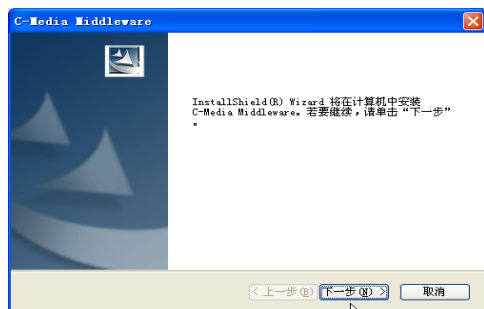 C-Media Middleware
InstallShield(R) Wizard 将在计算机中安装
C-Media Middleware。若要继续，请单击“下一步”
。
< 上一步(B)
下一步(N) >
取消